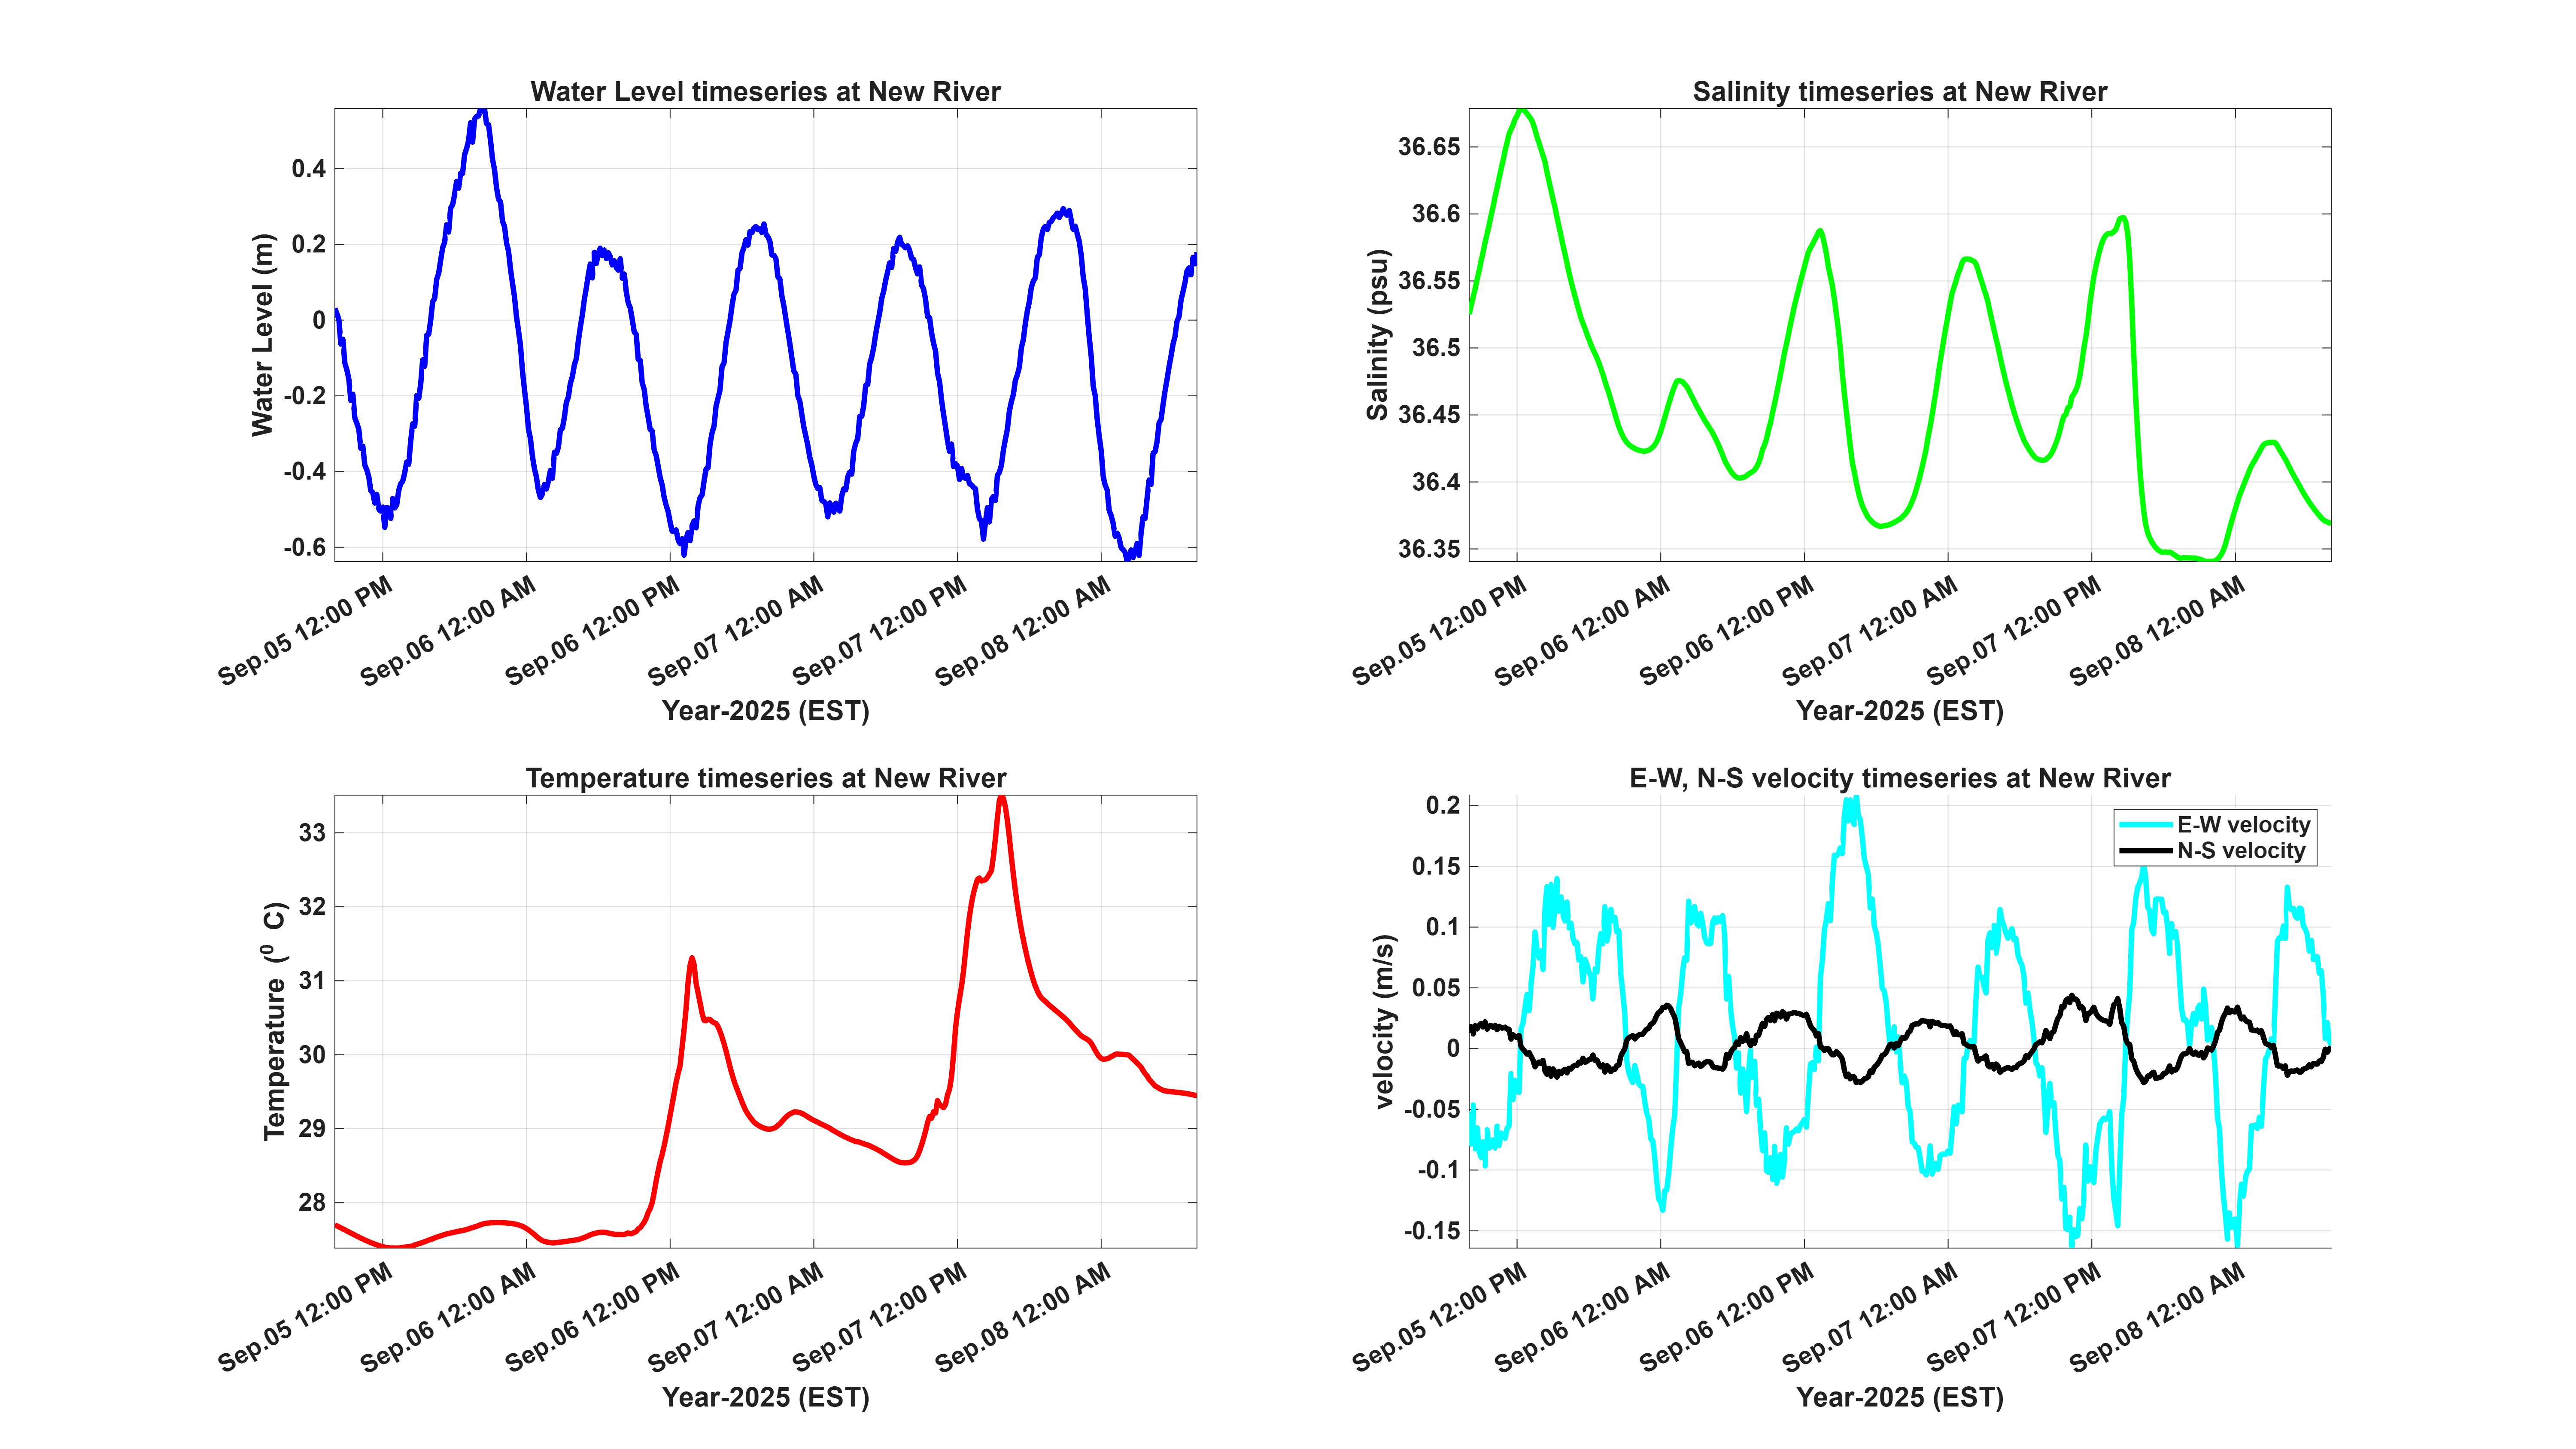 Water Level timeseries at New River
Water Level (m)
0.4
0.2
0
-0.2
-0.4
-0.6
Sep.05 12:00 PM
Sep.06 12:00 AM
Sep.06 12:00 PM
Sep.07 12:00 AM
Sep.07 12:00 PM
Sep.08 12:00 AM
Year-2025 (EST)
Salinity timeseries at New River
Salinity (psu)
36.65
36.6
36.55
36.5
36.45
36.4
36.35
Sep.05 12:00 PM
Sep.06 12:00 AM
Sep.06 12:00 PM
Sep.07 12:00 AM
Sep.07 12:00 PM
Sep.08 12:00 AM
Year-2025 (EST)
Temperature timeseries at New River
Temperature (⁰ C)
33
32
31
30
29
28
Sep.05 12:00 PM
Sep.06 12:00 AM
Sep.06 12:00 PM
Sep.07 12:00 AM
Sep.07 12:00 PM
Sep.08 12:00 AM
Year-2025 (EST)
E-W, N-S velocity timeseries at New River
velocity (m/s)
0.2
0.15
0.1
0.05
0
-0.05
-0.1
-0.15
E-W velocity
N-S velocity
Sep.05 12:00 PM
Sep.06 12:00 AM
Sep.06 12:00 PM
Sep.07 12:00 AM
Sep.07 12:00 PM
Sep.08 12:00 AM
Year-2025 (EST)